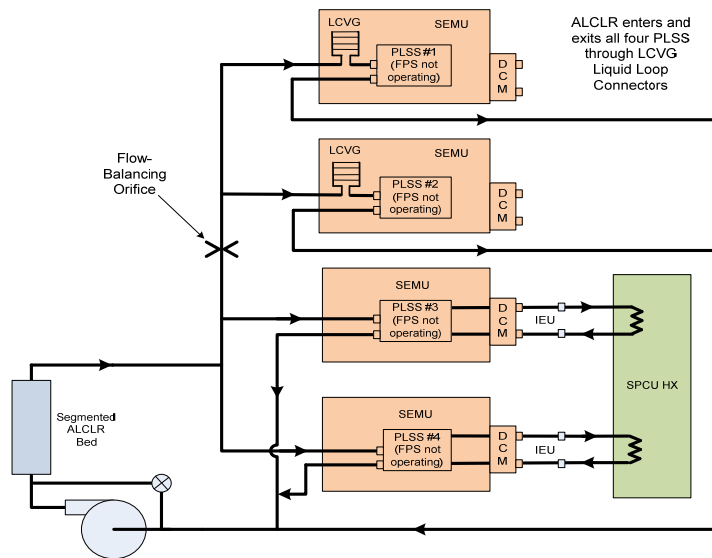 LCVG
SEMU
PLSS #1
(FPS not
operating)
D
C
M
ALCLR enters and
exits all four PLSS
through LCVG
Liquid Loop
Connectors
Flow-
Balancing
Orifice
LCVG
SEMU
PLSS #2
(FPS not
operating)
D
C
M
SEMU
PLSS #3
(FPS not
operating)
D
C
M
IEU
SPCU HX
Segmented
ALCLR
Bed
SEMU
PLSS #4
(FPS not
operating)
D
C
M
IEU